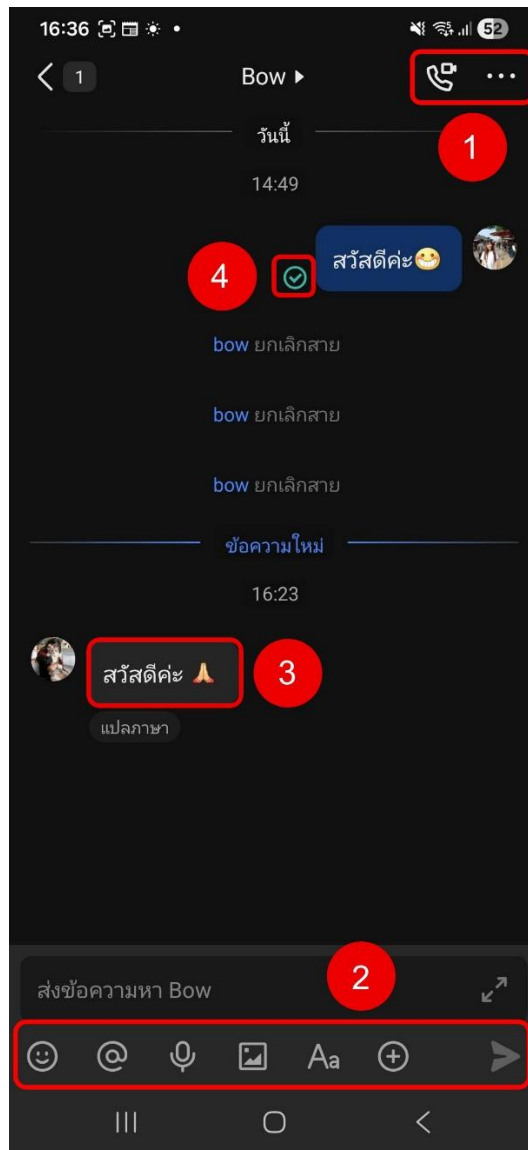 16:36 52
1 Bow
1
วันนี้
14:49
สวัสดีค่ะ😁
4
bow ยกเลิกสาย
bow ยกเลิกสาย
bow ยกเลิกสาย
ข้อความใหม่
16:23
สวัสดีค่ะ 🙏
3
แปลภาษา
2
ส่งข้อความหา Bow
@ Aa